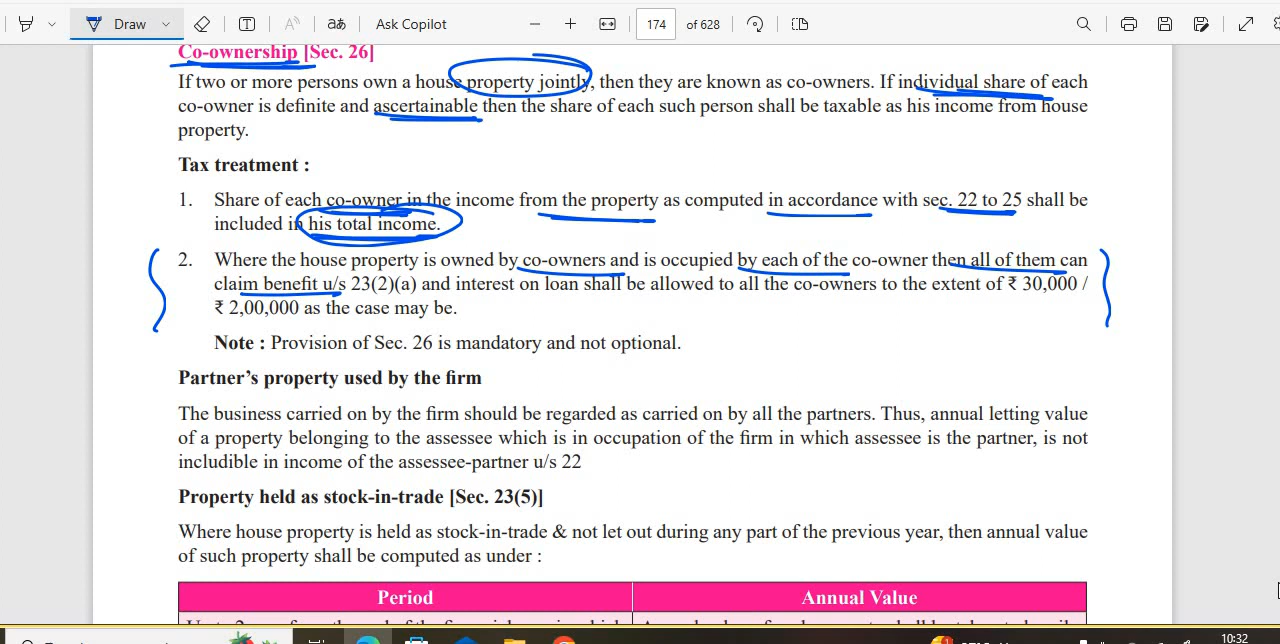 Draw
aあ
Ask Copilot
174 of 628
Co-ownership [Sec. 26]
If two or more persons own a house property jointly, then they are known as co-owners. If individual share of each
co-owner is definite and ascertainable then the share of each such person shall be taxable as his income from house
property.
Tax treatment :
1. Share of each co-owner in the income from the property as computed in accordance with sec. 22 to 25 shall be
included in his total income.
2. Where the house property is owned by co-owners and is occupied by each of the co-owner then all of them can
claim benefit u/s 23(2)(a) and interest on loan shall be allowed to all the co-owners to the extent of ₹ 30,000 /
₹ 2,00,000 as the case may be.
Note : Provision of Sec. 26 is mandatory and not optional.
Partner's property used by the firm
The business carried on by the firm should be regarded as carried on by all the partners. Thus, annual letting value
of a property belonging to the assessee which is in occupation of the firm in which assessee is the partner, is not
includible in income of the assessee-partner u/s 22
Property held as stock-in-trade [Sec. 23(5)]
Where house property is held as stock-in-trade & not let out during any part of the previous year, then annual value
of such property shall be computed as under :
Period Annual Value
10:32